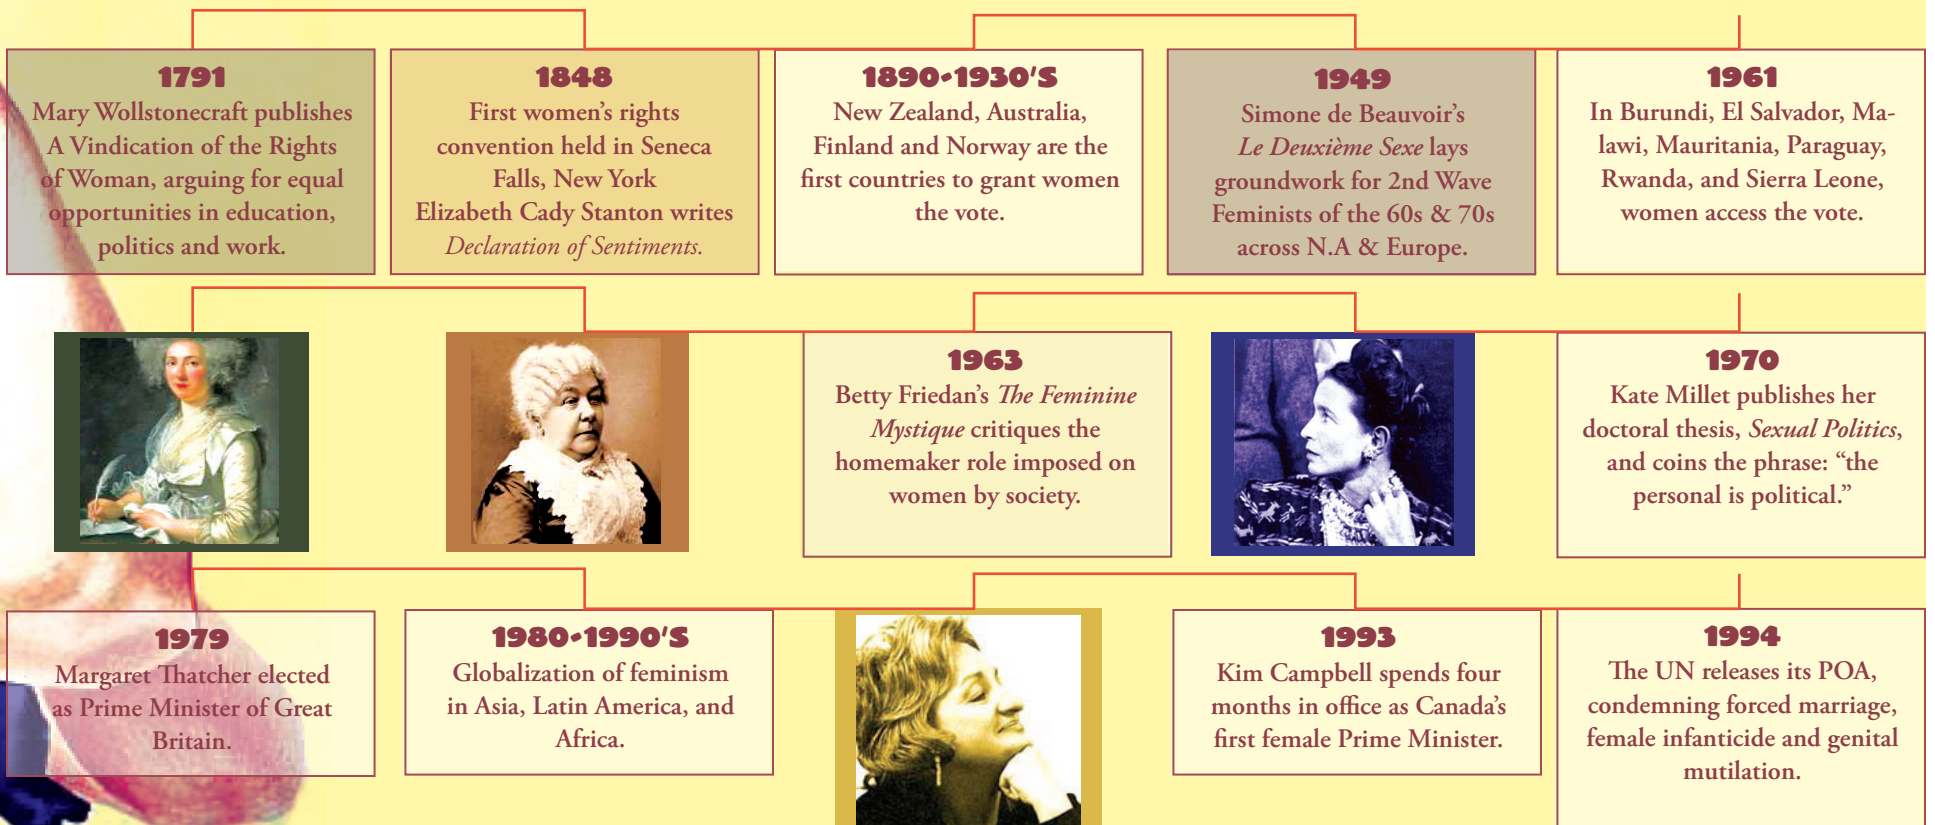 1791
Mary Wollstonecraft publishes
A Vindication of the Rights
of Woman, arguing for equal
opportunities in education,
politics and work.
1848
First women's rights
convention held in Seneca
Falls, New York
Elizabeth Cady Stanton writes
Declaration of Sentiments.
1890-1930'S
New Zealand, Australia,
Finland and Norway are the
first countries to grant women
the vote.
1949
Simone de Beauvoir's
Le Deuxième Sexe lays
groundwork for 2nd Wave
Feminists of the 60s & 70s
across N.A & Europe.
1961
In Burundi, El Salvador, Ma-
lawi, Mauritania, Paraguay,
Rwanda, and Sierra Leone,
women access the vote.
1963
Betty Friedan's The Feminine
Mystique critiques the
homemaker role imposed on
women by society.
1970
Kate Millet publishes her
doctoral thesis, Sexual Politics,
and coins the phrase: “the
personal is political.”
1979
Margaret Thatcher elected
as Prime Minister of Great
Britain.
1980-1990'S
Globalization of feminism
in Asia, Latin America, and
Africa.
1993
Kim Campbell spends four
months in office as Canada's
first female Prime Minister.
1994
The UN releases its POA,
condemning forced marriage,
female infanticide and genital
mutilation.